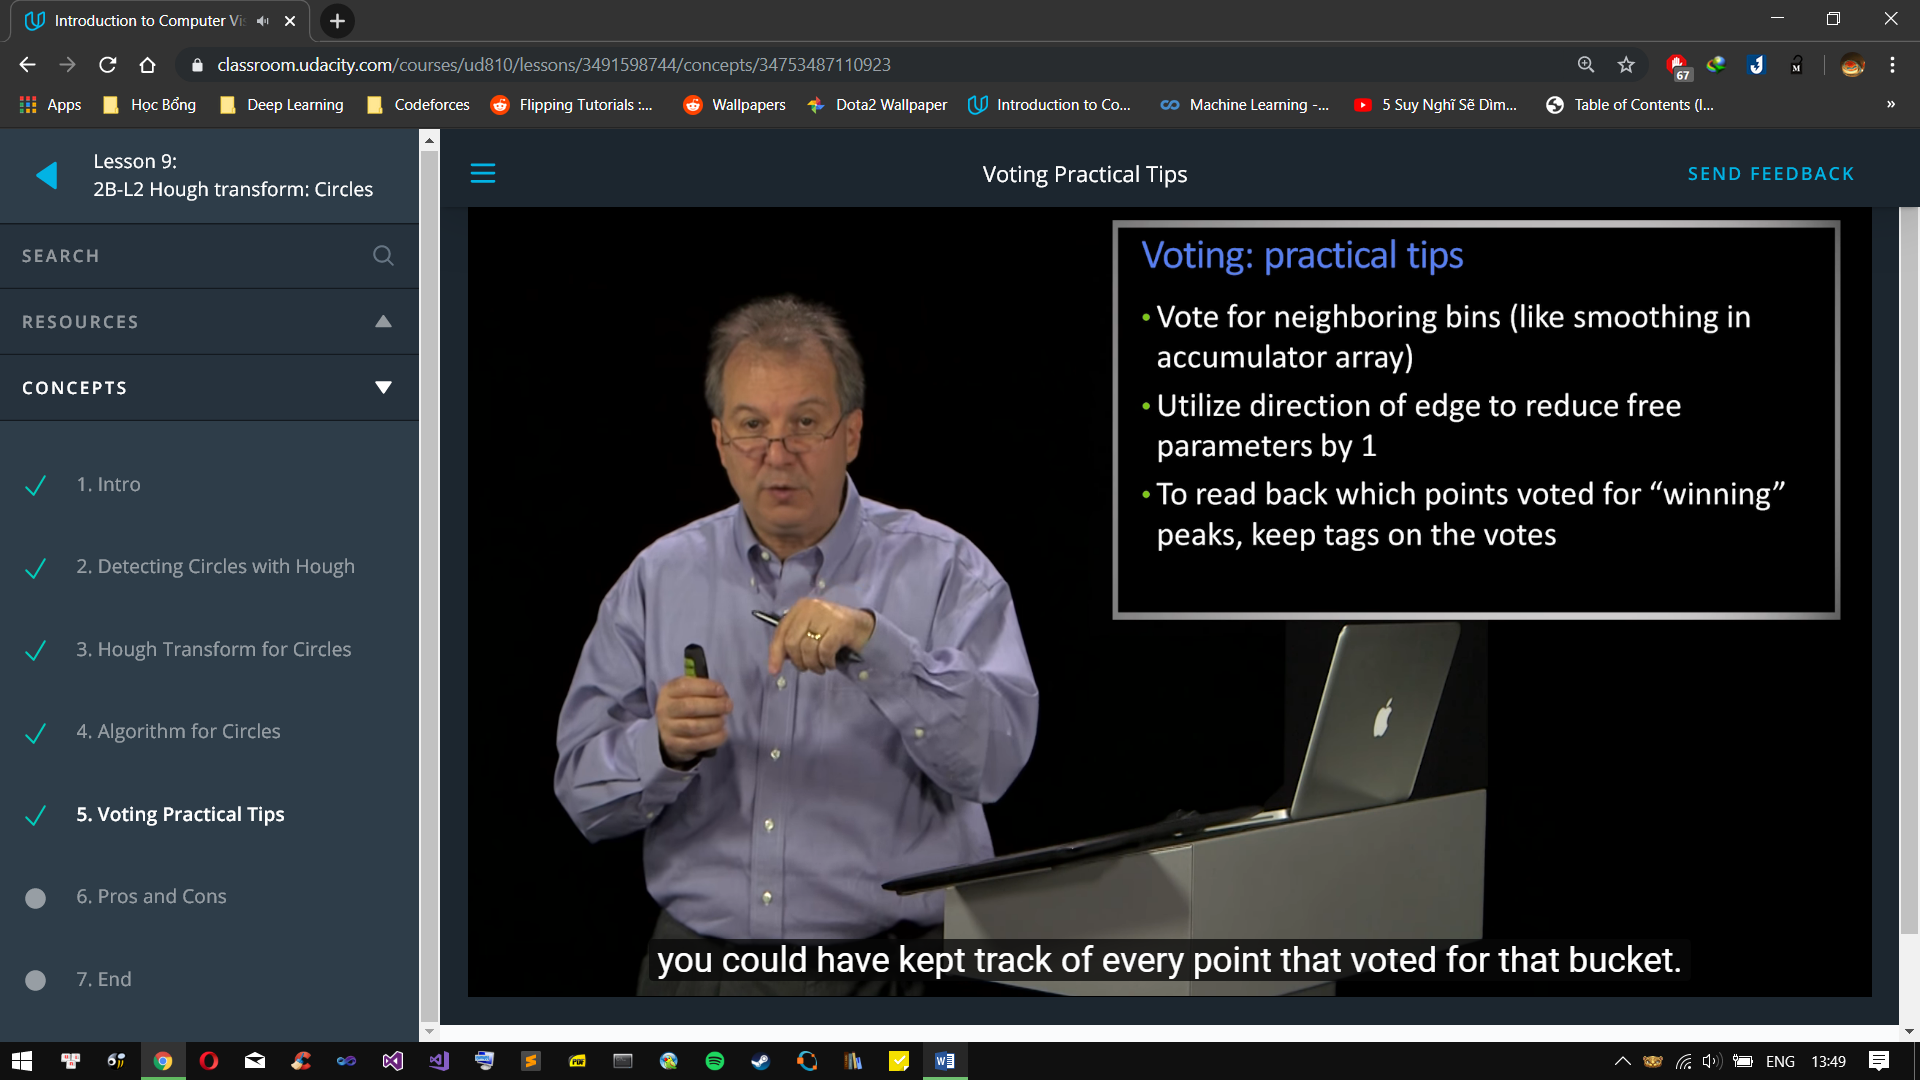 Introduction to Computer Vis
classroom.udacity.com/courses/ud810/lessons/3491598744/concepts/34753487110923
67
M
Apps
Học Bổng
Deep Learning
Codeforces
Flipping Tutorials :...
Wallpapers
Dota2 Wallpaper
Introduction to Co...
Machine Learning -...
5 Suy Nghĩ Sẽ Dìm...
Table of Contents (I...
»
Lesson 9:
2B-L2 Hough transform: Circles
Voting Practical Tips
SEND FEEDBACK
SEARCH
RESOURCES
CONCEPTS
1. Intro
2. Detecting Circles with Hough
3. Hough Transform for Circles
4. Algorithm for Circles
5. Voting Practical Tips
6. Pros and Cons
7. End
Voting: practical tips
• Vote for neighboring bins (like smoothing in
accumulator array)
• Utilize direction of edge to reduce free
parameters by 1
• To read back which points voted for “winning”
peaks, keep tags on the votes
you could have kept track of every point that voted for that bucket.
ENG
13:49